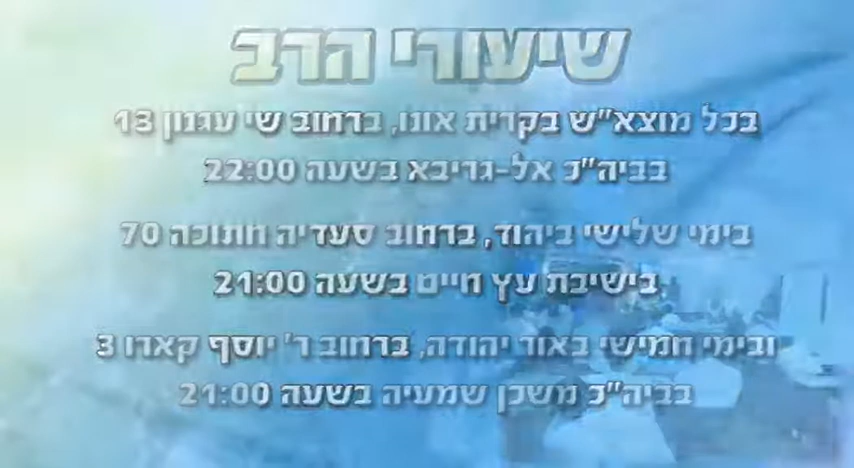 שיעורי הרב
בכל מוצא"ש בקרית אונו, ברחוב שי עגנון 13
בביה"כ אל-גריבא בשעה 22:00
בימי שלישי ביהוד, ברחוב סעדיה חתוכה 70
בישיבת עץ חיים בשעה 21:00
ובימי חמישי באור יהודה, ברחוב ר' יוסף קארו 3
בביה"כ משכן שמעיה בשעה 21:00